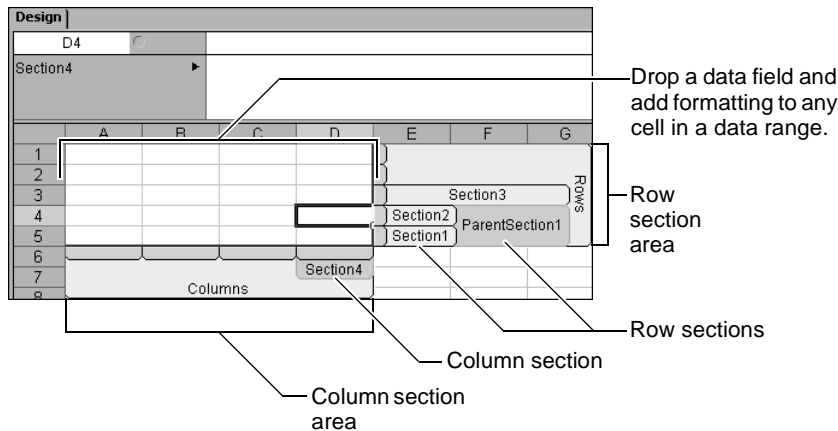 Design
D4
Section4
Drop a data field and
add formatting to any
cell in a data range.
A B C D E F G
1
2
3 Section3
4 Section2
5 Section1
ParentSection1
Rows
6
7 Section4
8 Columns
Row
section
area
Row sections
Column section
Column section
area